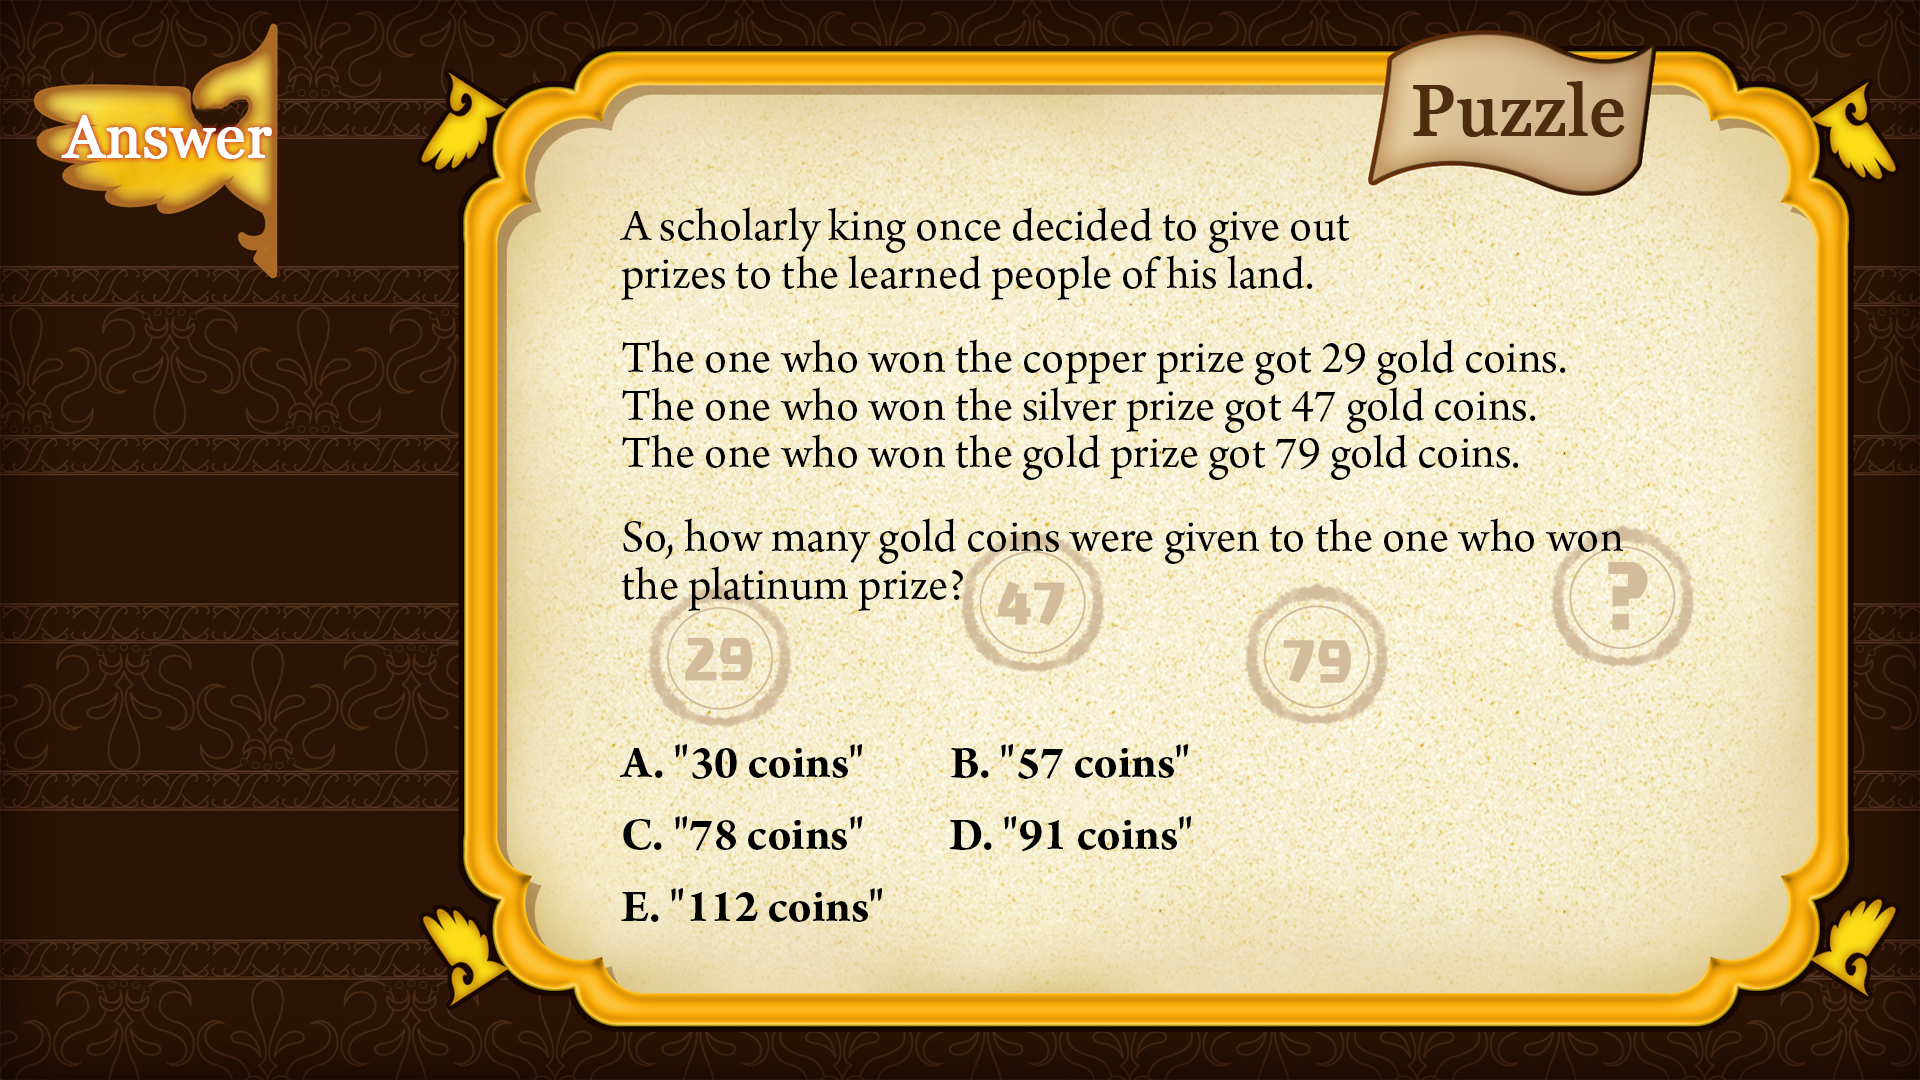 Answer
Puzzle
A scholarly king once decided to give out
prizes to the learned people of his land.
The one who won the copper prize got 29 gold coins.
The one who won the silver prize got 47 gold coins.
The one who won the gold prize got 79 gold coins.
So, how many gold coins were given to the one who won
the platinum prize?
29 47 79 ?
A. "30 coins" B. "57 coins"
C. "78 coins" D. "91 coins"
E. "112 coins"